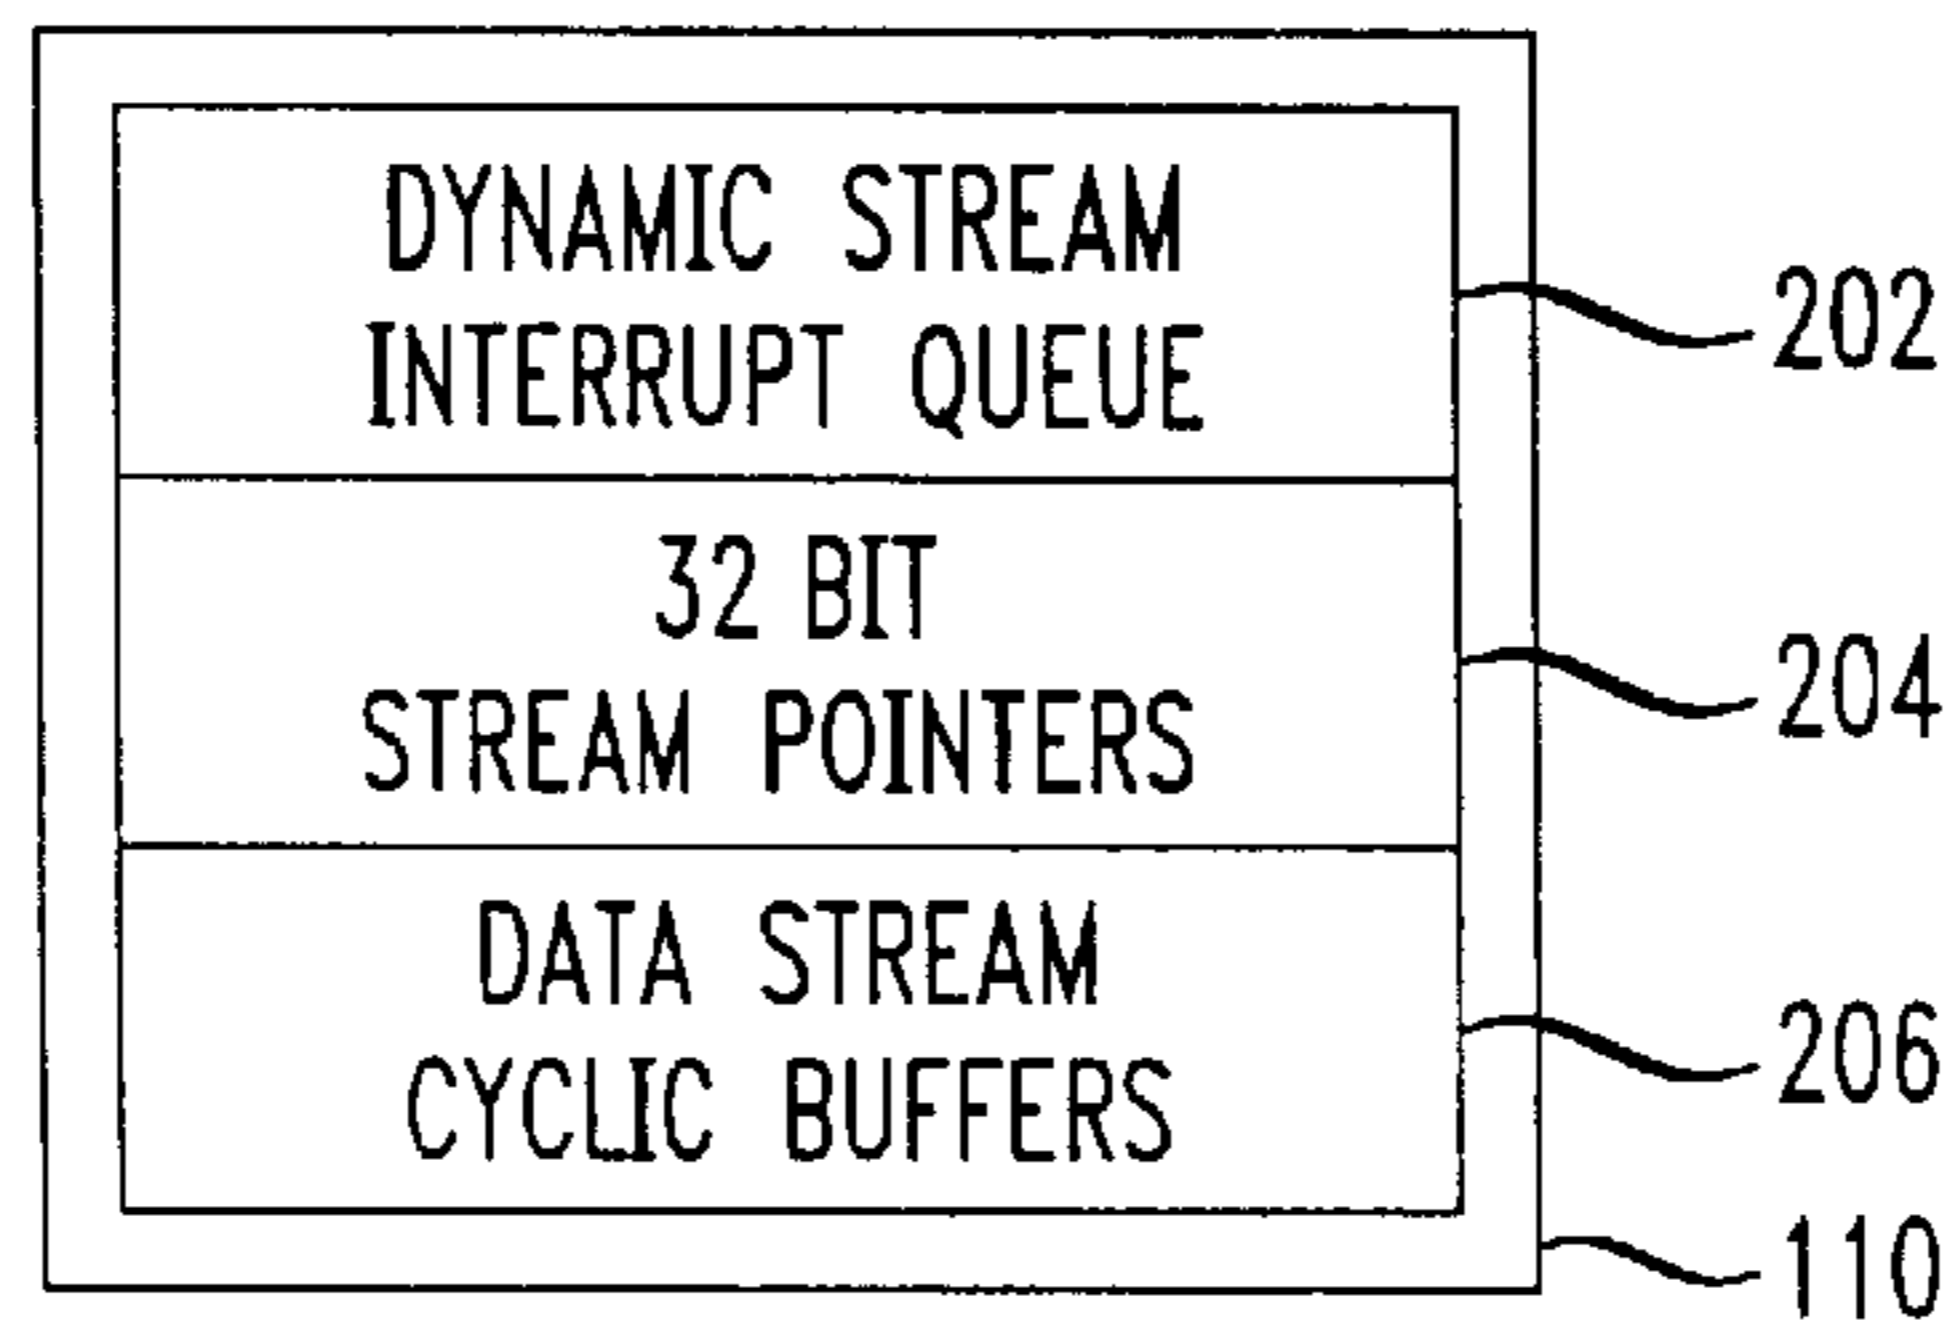 DYNAMIC STREAM
INTERRUPT QUEUE
202
32 BIT
STREAM POINTERS
204
DATA STREAM
CYCLIC BUFFERS
206
110